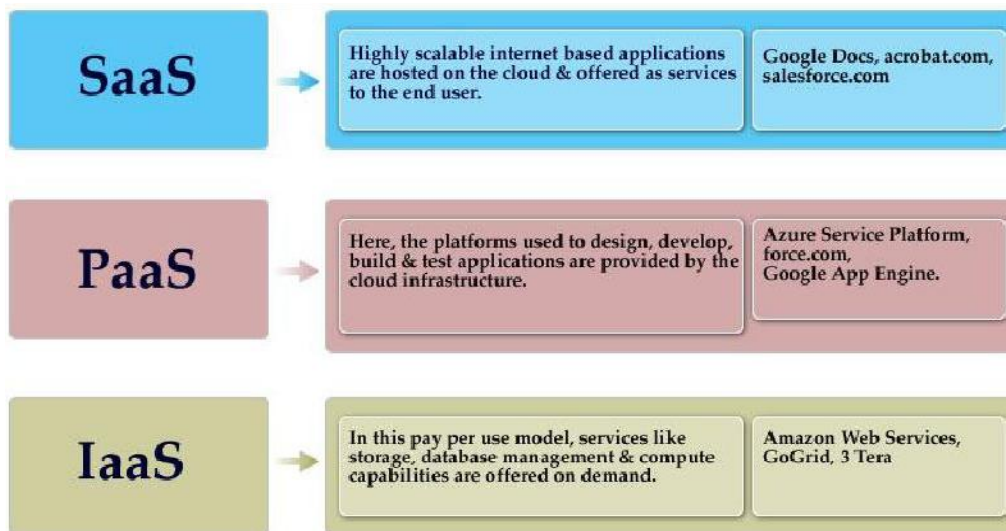 SaaS
Highly scalable internet based applications
are hosted on the cloud & offered as services
to the end user.
Google Docs, acrobat.com,
salesforce.com
PaaS
Here, the platforms used to design, develop,
build & test applications are provided by the
cloud infrastructure.
Azure Service Platform,
force.com,
Google App Engine.
IaaS
In this pay per use model, services like
storage, database management & compute
capabilities are offered on demand.
Amazon Web Services,
GoGrid, 3 Tera